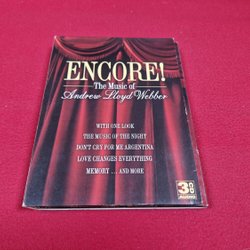 ENCORE!
The Music of
Andrew Lloyd Webber
WITH ONE LOOK
THE MUSIC OF THE NIGHT
DON'T CRY FOR ME ARGENTINA
LOVE CHANGES EVERYTHING
MEMORY ... AND MORE
3